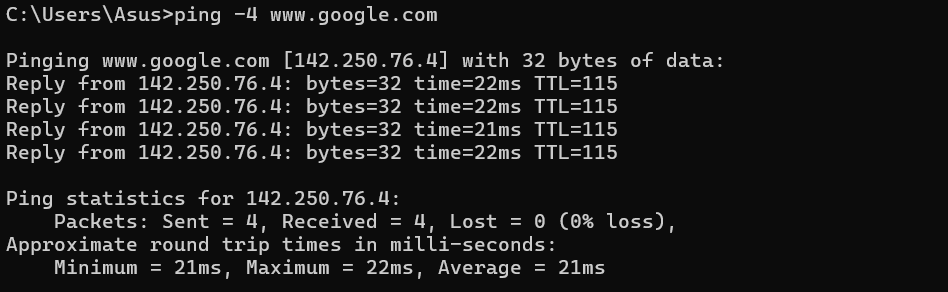 C:\Users\Asus>ping -4 www.google.com
Pinging www.google.com [142.250.76.4] with 32 bytes of data:
Reply from 142.250.76.4: bytes=32 time=22ms TTL=115
Reply from 142.250.76.4: bytes=32 time=22ms TTL=115
Reply from 142.250.76.4: bytes=32 time=21ms TTL=115
Reply from 142.250.76.4: bytes=32 time=22ms TTL=115
Ping statistics for 142.250.76.4:
    Packets: Sent = 4, Received = 4, Lost = 0 (0% loss),
Approximate round trip times in milli-seconds:
    Minimum = 21ms, Maximum = 22ms, Average = 21ms